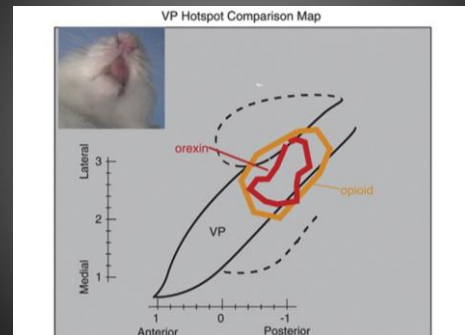 VP Hotspot Comparison Map
orexin
opioid
VP
Lateral
Medial
3
2
1
1
0
-1
Anterior
Posterior